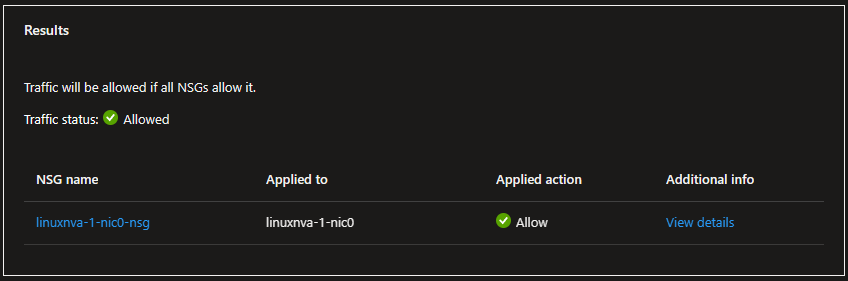 Results
Traffic will be allowed if all NSGs allow it.
Traffic status: Allowed
NSG name Applied to Applied action Additional info
linuxnva-1-nic0-nsg linuxnva-1-nic0 Allow View details